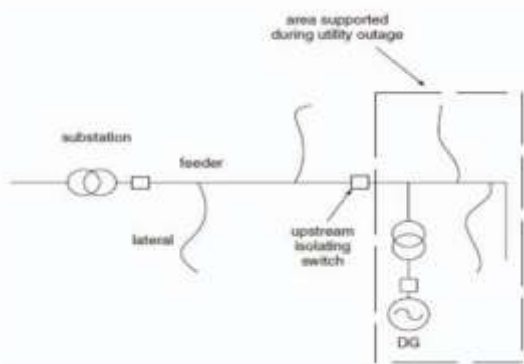 area supported
during utility outage
substation
feeder
lateral
upstream
isolating
switch
DG